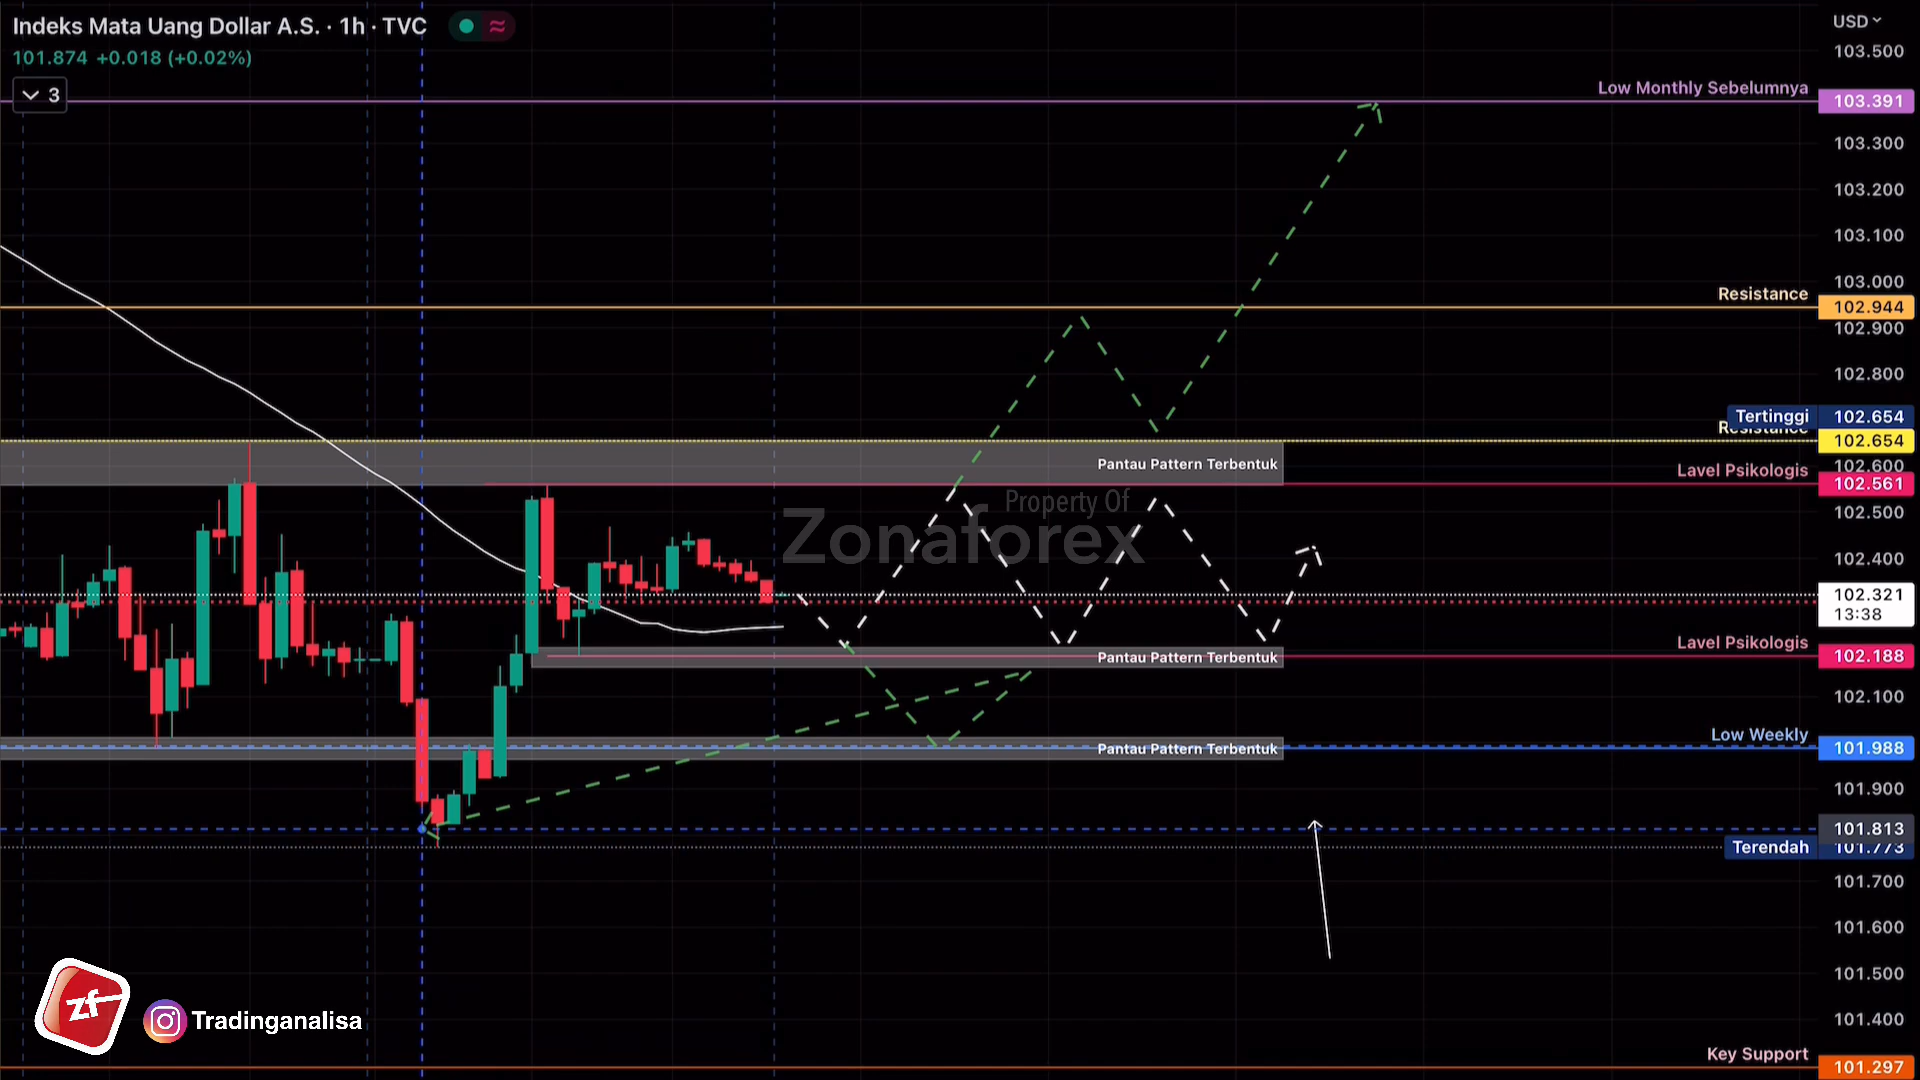 Indeks Mata Uang Dollar A.S. · 1h · TVC
101.874 +0.018 (+0.02%)
3
USD
103.500
Low Monthly Sebelumnya 103.391
103.300
103.200
103.100
103.000
Resistance 102.944
102.900
102.800
Tertinggi 102.654
Resistance 102.654
Pantau Pattern Terbentuk
102.600
Lavel Psikologis 102.561
Property Of
Zonaforex
102.500
102.400
102.321
13:38
Lavel Psikologis 102.188
Pantau Pattern Terbentuk
102.100
Low Weekly 101.988
Pantau Pattern Terbentuk
101.900
101.813
Terendah 101.773
101.700
101.600
101.500
101.400
zf
Tradinganalisa
Key Support 101.297